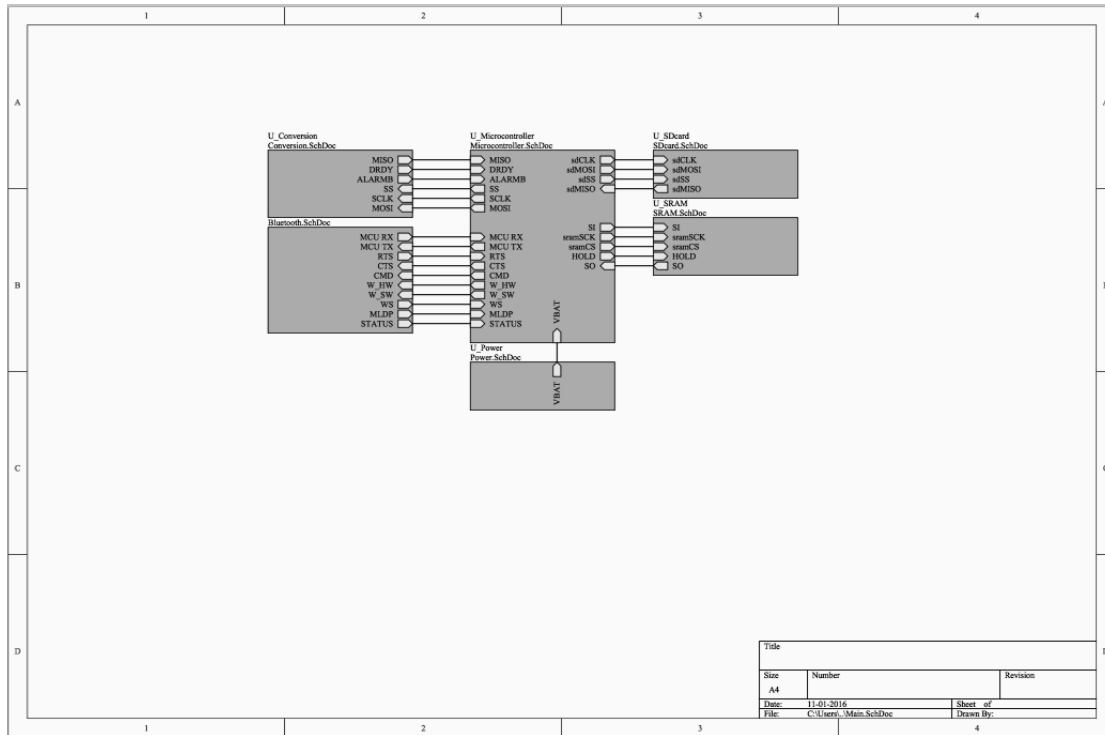 1 2 3 4
A A
U_Conversion
Conversion.SchDoc
MISO
DRDY
ALARMB
SS
SCLK
MOSI
Bluetooth.SchDoc
MCU RX
MCU TX
RTS
CTS
CMD
W_HW
W_SW
WS
MLDP
STATUS
U_Microcontroller
Microcontroller.SchDoc
MISO
DRDY
ALARMB
SS
SCLK
MOSI
MCU RX
MCU TX
RTS
CTS
CMD
W_HW
W_SW
WS
MLDP
STATUS
sdCLK
sdMOSI
sdSS
sdMISO
SI
sramSCK
sramCS
HOLD
SO
VBAT
U_Power
Power.SchDoc
VBAT
U_SDcard
SDcard.SchDoc
sdCLK
sdMOSI
sdSS
sdMISO
U_SRAM
SRAM.SchDoc
SI
sramSCK
sramCS
HOLD
SO
B
C
D
Title
Size Number Revision
A4
Date: 11-01-2016 Sheet of
File: C:\Users\..\Main.SchDoc Drawn By:
1 2 3 4